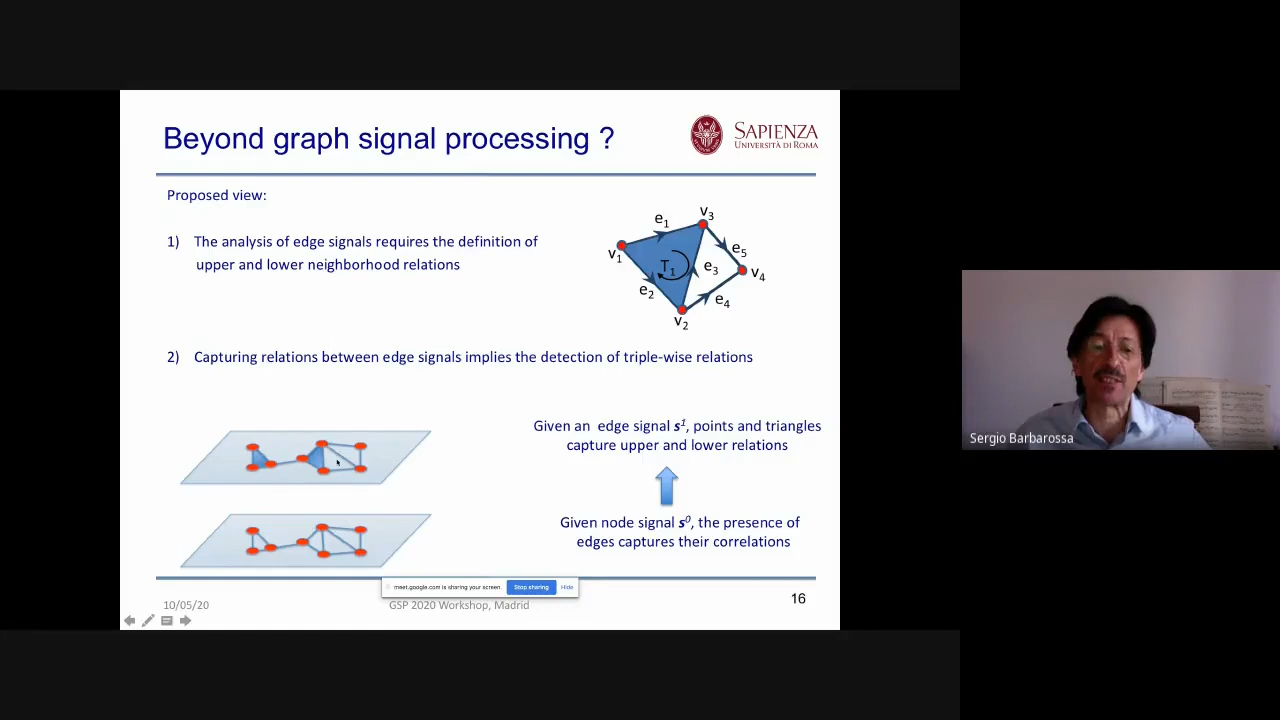 Beyond graph signal processing ?
SAPIENZA
UNIVERSITÀ DI ROMA
Proposed view:
1) The analysis of edge signals requires the definition of
upper and lower neighborhood relations
v3
e1
e5
v1
T1
e3
v4
e2
e4
v2
2) Capturing relations between edge signals implies the detection of triple-wise relations
Given an edge signal s1, points and triangles
capture upper and lower relations
Given node signal s0, the presence of
edges captures their correlations
meet.google.com is sharing your screen.
Stop sharing
Hide
10/05/20
GSP 2020 Workshop, Madrid
16
Sergio Barbarossa